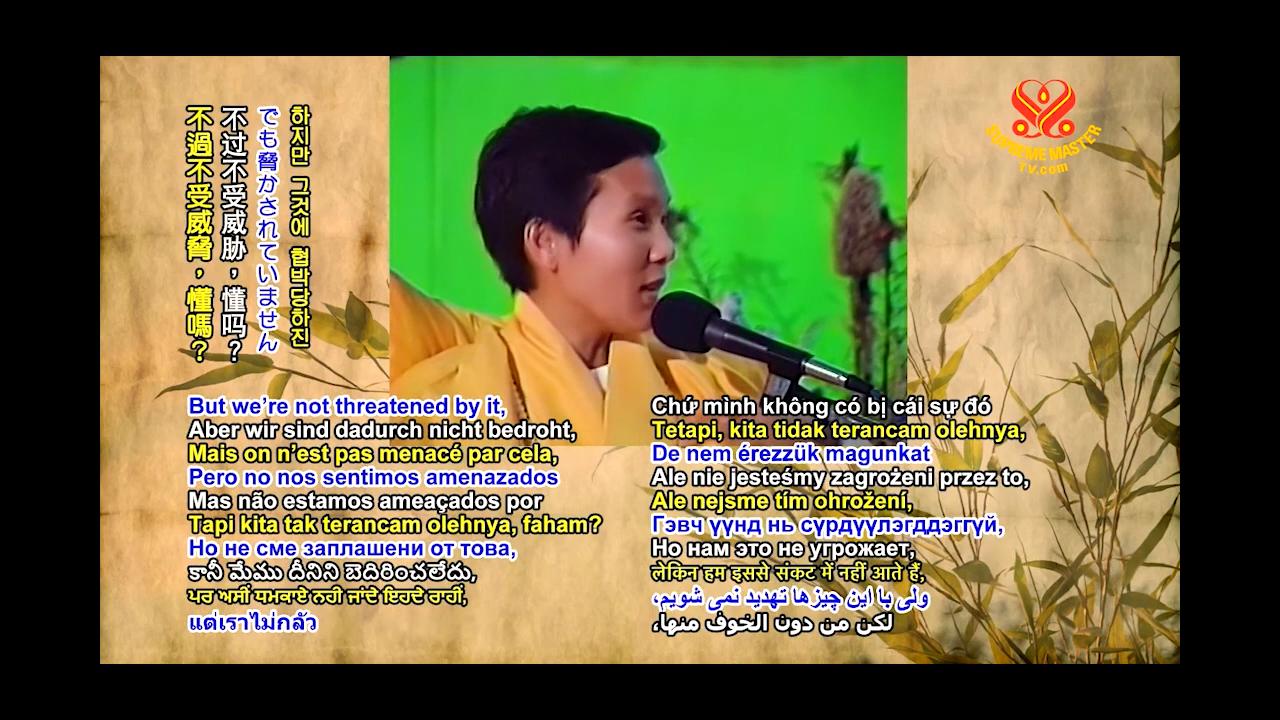 하지만 그것에 협박당하진
でも脅かされていません
不过不受威胁，懂吗？
不過不受威脅，懂嗎？
SUPREME MASTER
TV.com
But we’re not threatened by it,
Aber wir sind dadurch nicht bedroht,
Mais on n’est pas menacé par cela,
Pero no nos sentimos amenazados
Mas não estamos ameaçados por
Tapi kita tak terancam olehnya, faham?
Но не сме заплашени от това,
కానీ మేము దీనిని బెదిరించలేదు,
ਪਰ ਅਸੀਂ ਧਮਕਾਏ ਨਹੀ ਜਾਂਦੇ ਇਹਦੇ ਰਾਹੀਂ,
แต่เราไม่กลัว
Chứ mình không có bị cái sự đó
Tetapi, kita tidak terancam olehnya,
De nem érezzük magunkat
Ale nie jesteśmy zagrożeni przez to,
Ale nejsme tím ohrožení,
Гэвч үүнд нь сүрдүүлэгддэггүй,
Но нам это не угрожает,
लेकिन हम इससे संकट में नहीं आते हैं,
ولی با این چیزها تهدید نمی شویم،
لكن من دون الخوف منها،